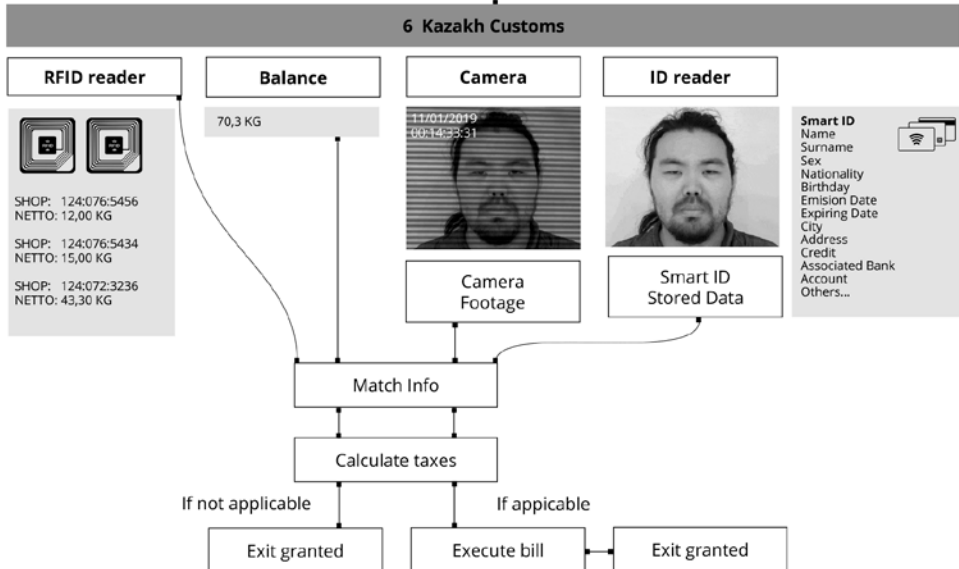 6 Kazakh Customs
RFID reader
Balance
Camera
ID reader
SHOP: 124:076:5456
NETTO: 12,00 KG
SHOP: 124:076:5434
NETTO: 15,00 KG
SHOP: 124:072:3236
NETTO: 43,30 KG
70,3 KG
11/01/2019
00:14:33:31
Camera
Footage
Smart ID
Stored Data
Smart ID
Name
Surname
Sex
Nationality
Birthday
Emision Date
Expiring Date
City
Address
Credit
Associated Bank
Account
Others...
Match Info
Calculate taxes
If not applicable
If appicable
Exit granted
Execute bill
Exit granted